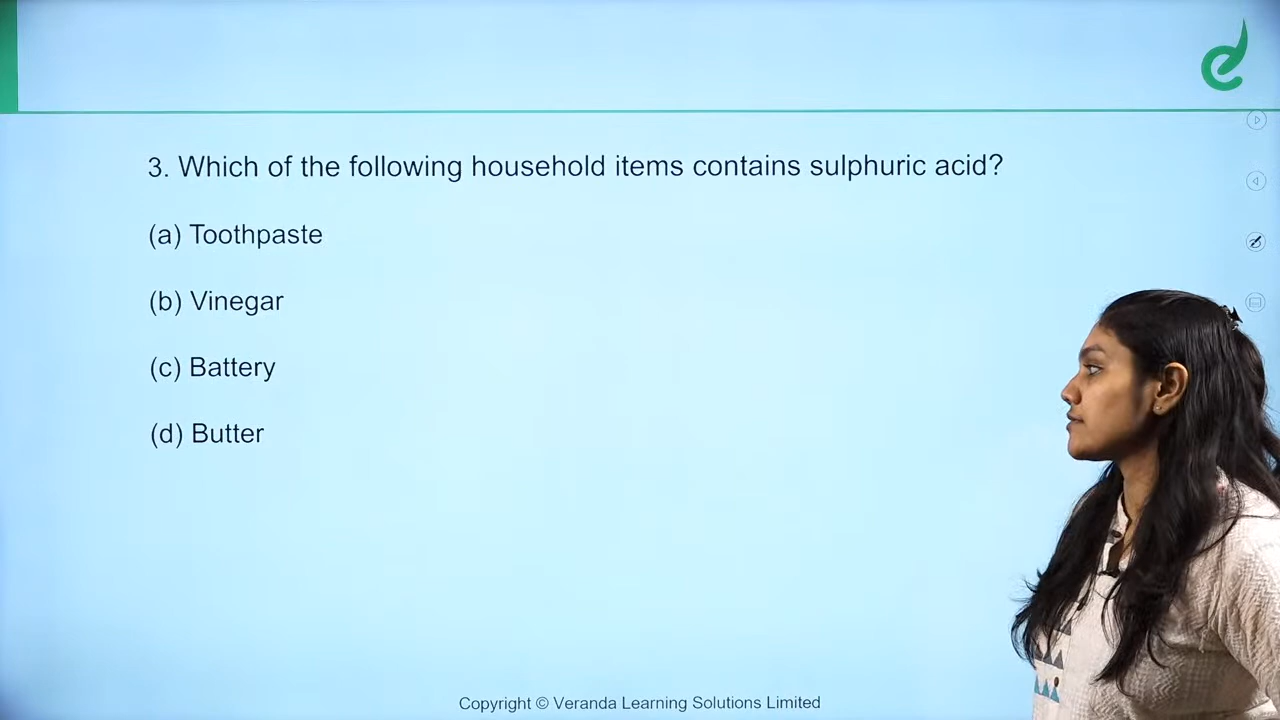 3. Which of the following household items contains sulphuric acid?
(a) Toothpaste
(b) Vinegar
(c) Battery
(d) Butter
Copyright © Veranda Learning Solutions Limited